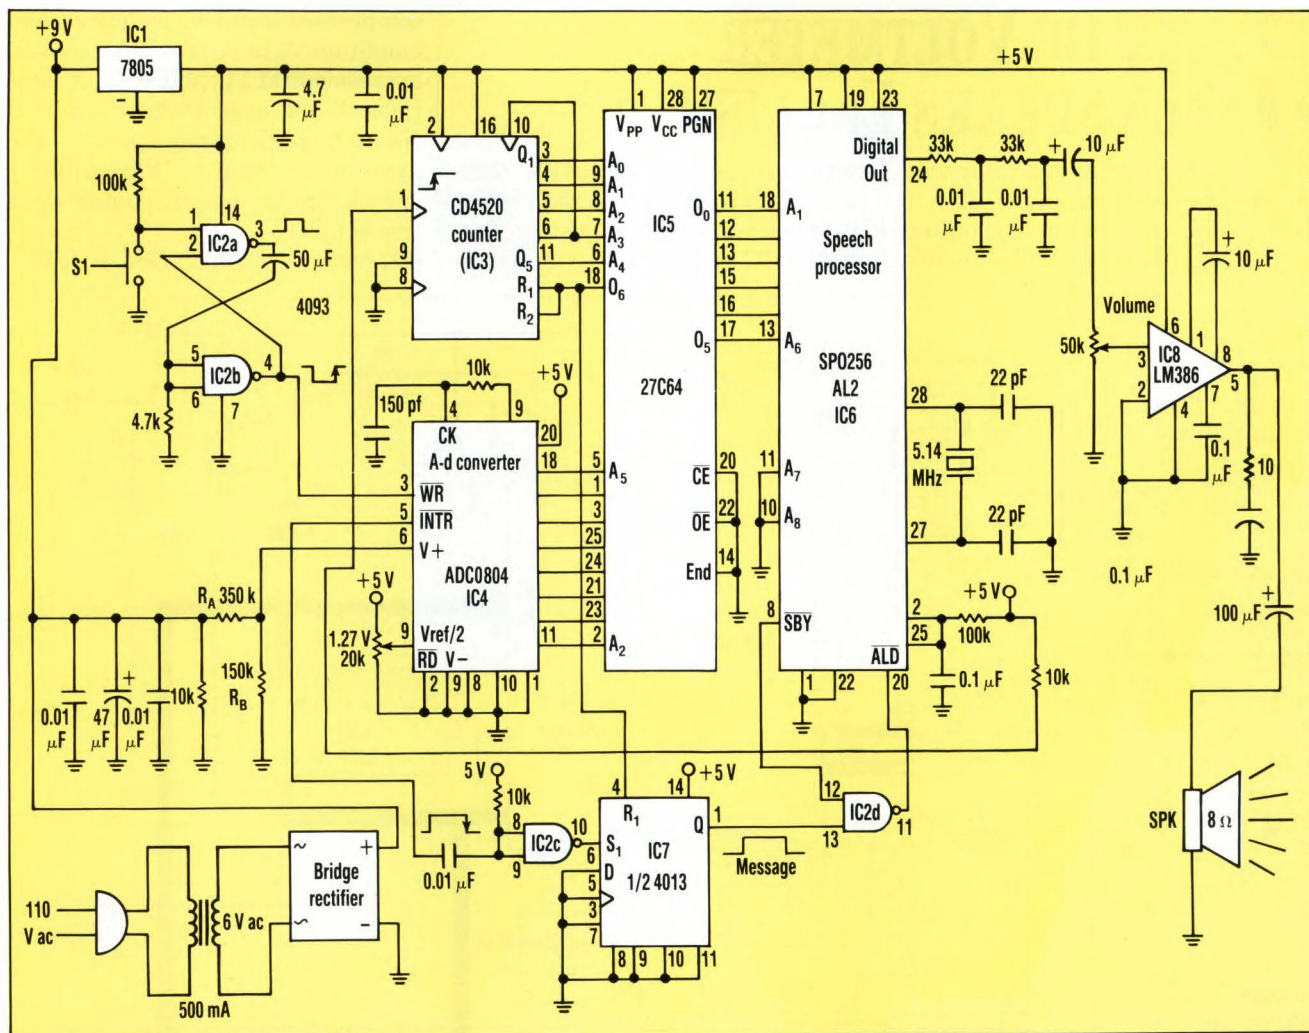 +9 V
IC1
7805
-
+5 V
4.7
μF
0.01
μF
100k
S1
1
2
14
IC2a
3
50
μF
4093
5
6
IC2b
4
7
4.7k
2
16
10
Q1
3
4
5
6
Q5
11
R1
R2
1
9
8
CD4520
counter
(IC3)
1
28
27
VPP
VCC
PGN
A0
9
A1
8
A2
7
A3
6
A4
18
O6
IC5
27C64
O0
11
12
13
15
16
O5
17
5
A5
1
3
25
24
21
23
2
A2
20
CE
22
OE
14
End
10k
+5 V
150 pf
4
9
20
CK
A-d converter
18
3
WR
5
INTR
6
V+
ADC0804
IC4
+5 V
1.27 V
20k
9
Vref/2
RD
V−
11
2
9
8
10
1
7
19
23
Digital
Out
24
18
A1
Speech
processor
13
A6
SPO256
AL2
IC6
11
A7
10
A8
8
SBY
28
27
5.14
MHz
22 pF
22 pF
2
25
ALD
20
1
22
+5 V
100k
0.1 μF
10k
33k
33k
0.01
μF
0.01
μF
+
10
μF
Volume
50k
+
10 μF
6
1
3
IC8
LM386
8
5
2
4
7
0.1
μF
10
0.1 μF
100
μF
+
SPK
8 Ω
RA 350 k
150k
RB
0.01
μF
47
μF
+
0.01
μF
10k
110
V ac
6 V ac
500 mA
~
~
Bridge
rectifier
+
−
5 V
10k
8
9
IC2c
10
0.01
μF
4
14
+5 V
R1
Q
1
S1
6
D
5
3
7
IC7
1/2 4013
8
9
10
11
Message
12
13
IC2d
11